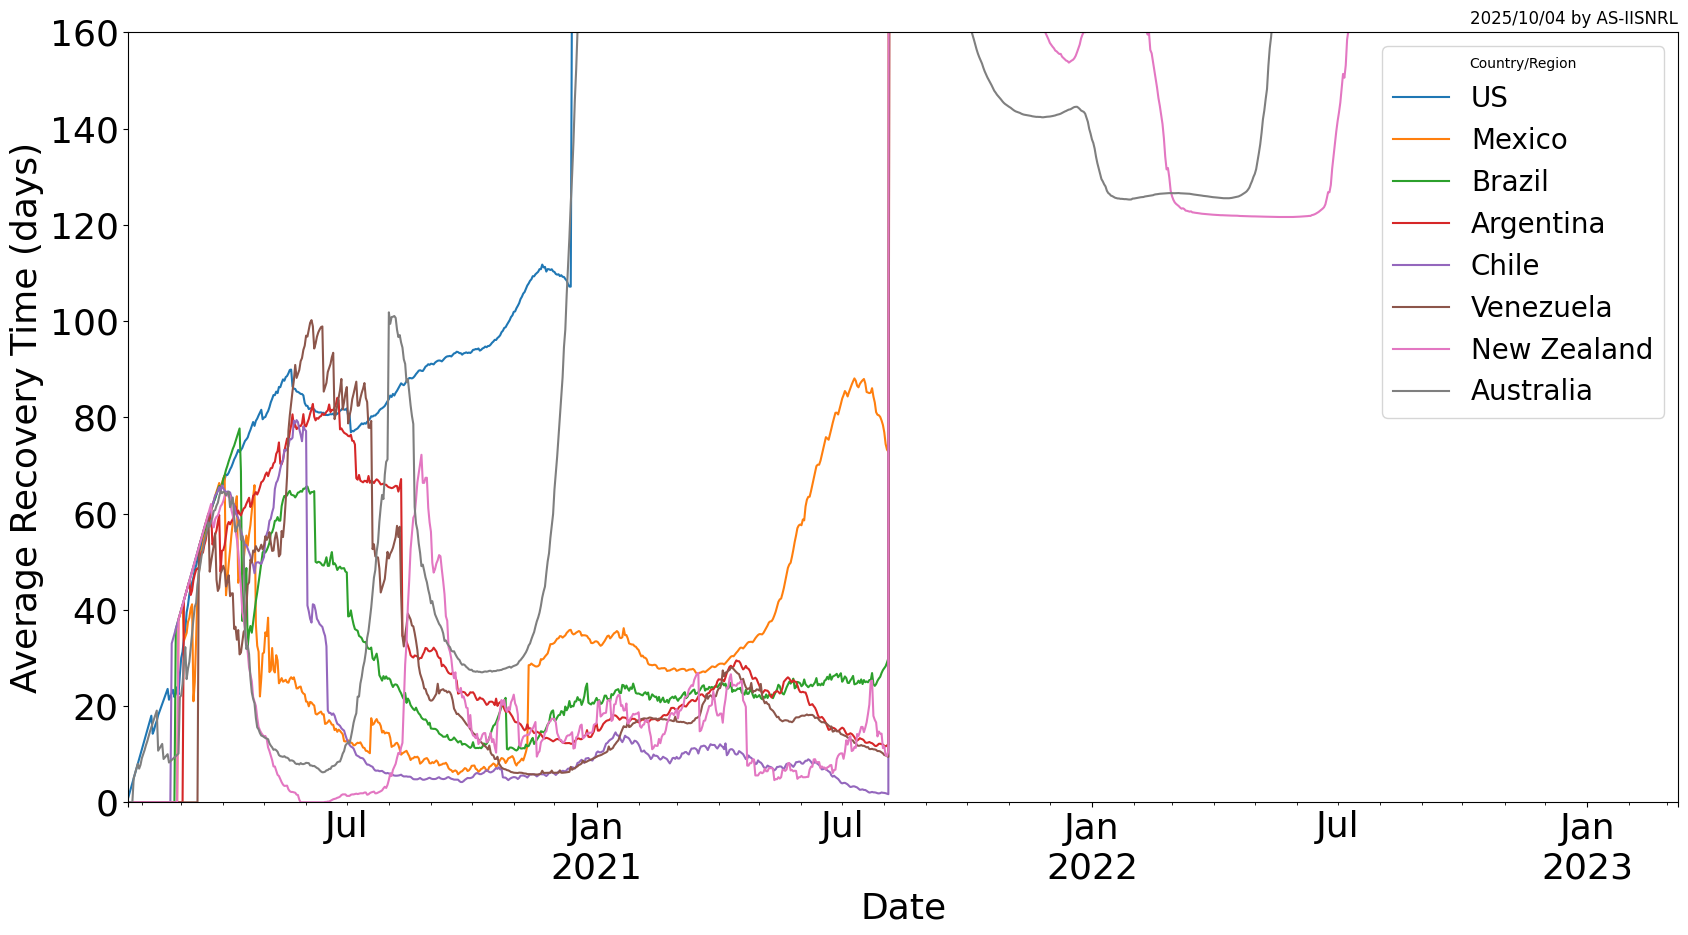 2025/10/04 by AS-IISNRL
Average Recovery Time (days)
160
140
120
100
80
60
40
20
0
Country/Region
US
Mexico
Brazil
Argentina
Chile
Venezuela
New Zealand
Australia
Jul
Jan
2021
Jul
Jan
2022
Jul
Jan
2023
Date